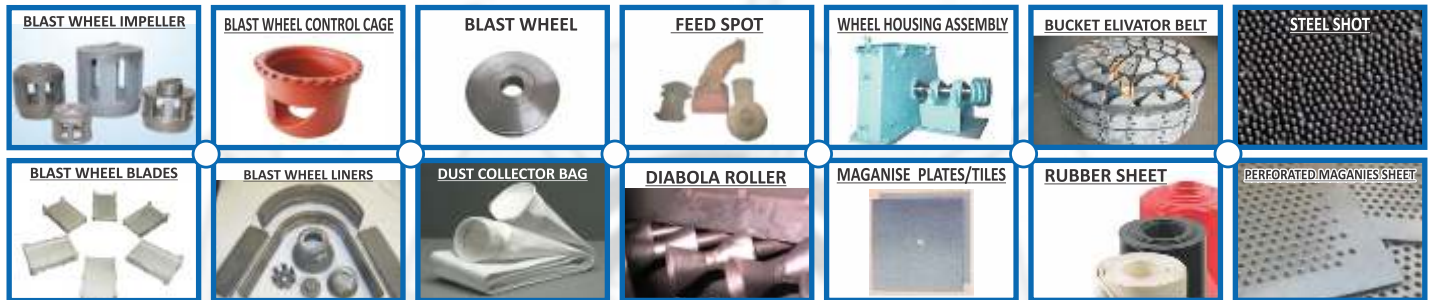 BLAST WHEEL IMPELLER
BLAST WHEEL CONTROL CAGE
BLAST WHEEL
FEED SPOT
WHEEL HOUSING ASSEMBLY
BUCKET ELIVATOR BELT
STEEL SHOT
BLAST WHEEL BLADES
BLAST WHEEL LINERS
DUST COLLECTOR BAG
DIABOLA ROLLER
MAGANISE PLATES/TILES
RUBBER SHEET
PERFORATED MAGANIES SHEET